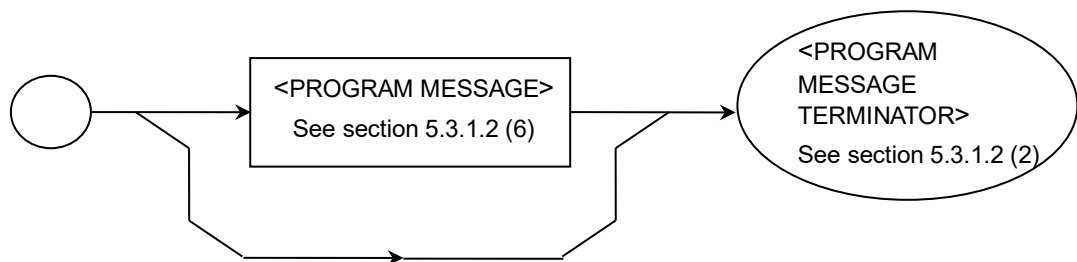 <PROGRAM MESSAGE>
See section 5.3.1.2 (6)
<PROGRAM
MESSAGE
TERMINATOR>
See section 5.3.1.2 (2)